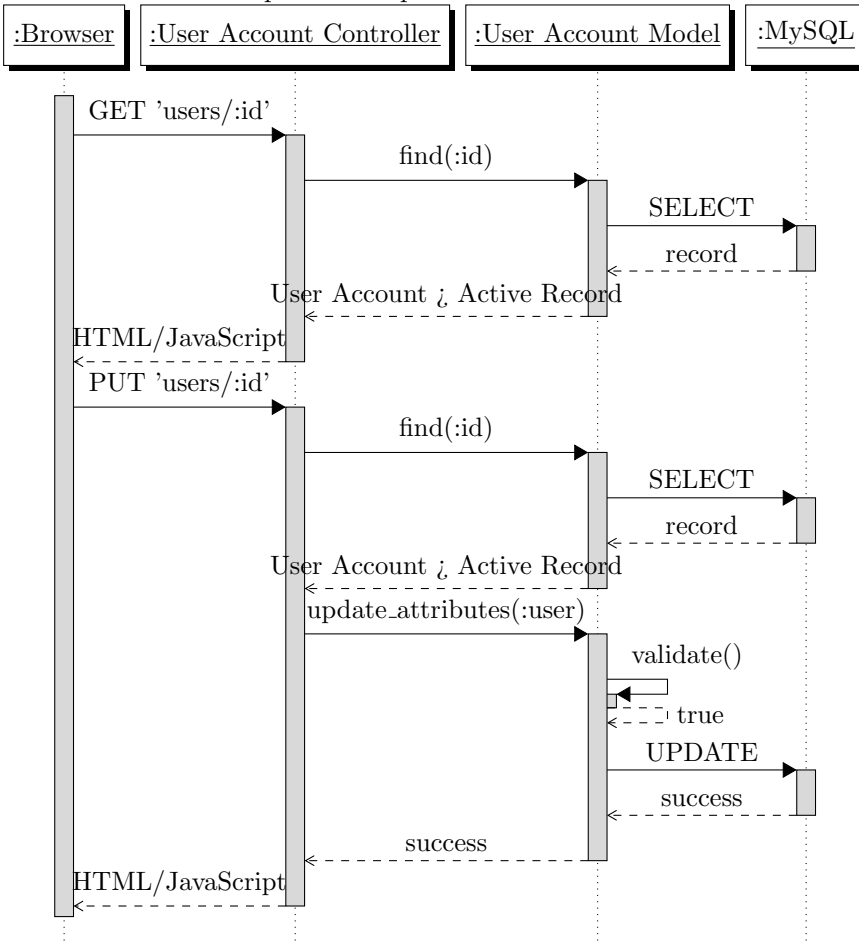 :Browser
:User Account Controller
:User Account Model
:MySQL
GET 'users/:id'
find(:id)
SELECT
record
User Account ¿ Active Record
HTML/JavaScript
PUT 'users/:id'
find(:id)
SELECT
record
User Account ¿ Active Record
update_attributes(:user)
validate()
true
UPDATE
success
success
HTML/JavaScript